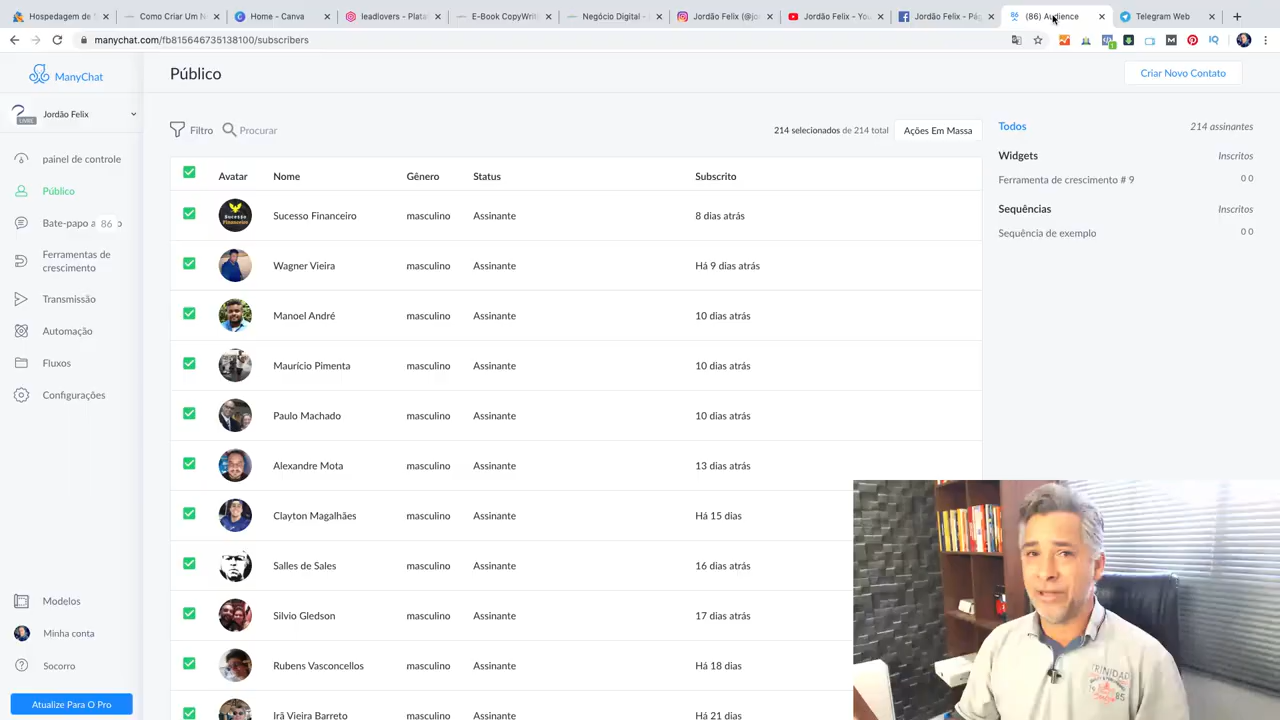 Hospedagem de S
Como Criar Um N
Home - Canva
leadlovers - Plata
E-Book CopyWriti
Negócio Digital -
Jordão Felix (@jo
Jordão Felix - You
Jordão Felix - Pág
(86) Audience
Telegram Web
manychat.com/fb815646735138100/subscribers
ManyChat
Público
Criar Novo Contato
LIVRE
Jordão Felix
Filtro
Procurar
214 selecionados de 214 total
Ações Em Massa
Todos
214 assinantes
painel de controle
Público
Bate-papo a
86
o
Ferramentas de
crescimento
Transmissão
Automação
Fluxos
Configurações
Modelos
Minha conta
Socorro
Atualize Para O Pro
Avatar Nome Gênero Status Subscrito
Sucesso Financeiro masculino Assinante 8 dias atrás
Wagner Vieira masculino Assinante Há 9 dias atrás
Manoel André masculino Assinante 10 dias atrás
Maurício Pimenta masculino Assinante 10 dias atrás
Paulo Machado masculino Assinante 10 dias atrás
Alexandre Mota masculino Assinante 13 dias atrás
Clayton Magalhães masculino Assinante Há 15 dias
Salles de Sales masculino Assinante 16 dias atrás
Silvio Gledson masculino Assinante 17 dias atrás
Rubens Vasconcellos masculino Assinante Há 18 dias
Irã Vieira Barreto masculino Assinante Há 21 dias
Widgets Inscritos
Ferramenta de crescimento # 9 0 0
Sequências Inscritos
Sequência de exemplo 0 0
Sucesso
Financeiro
TRINIDAD
1985